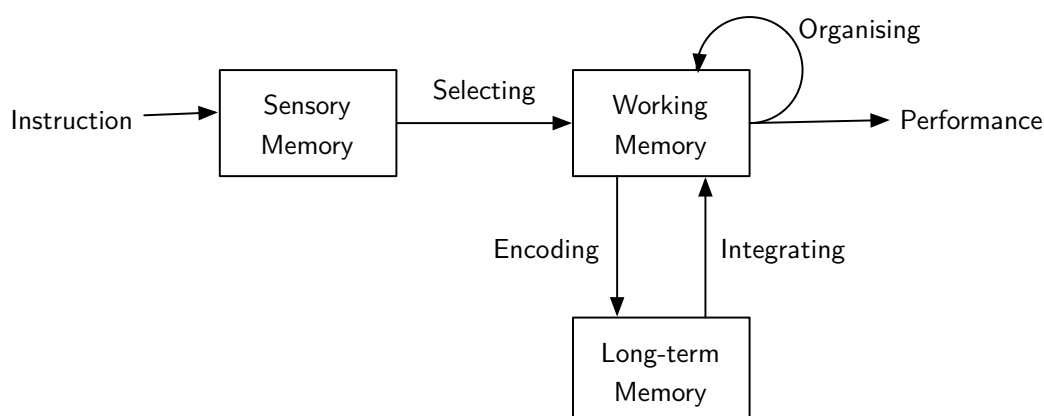 Organising
Instruction
Sensory
Memory
Selecting
Working
Memory
Performance
Encoding
Integrating
Long-term
Memory